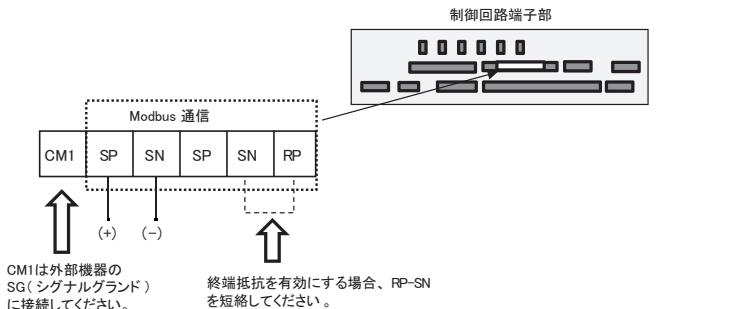 制御回路端子部
Modbus 通信
CM1 SP SN SP SN RP
(+) (-)
CM1は外部機器の
SG( シグナルグランド )
に接続してください。
終端抵抗を有効にする場合、RP-SN
を短絡してください 。